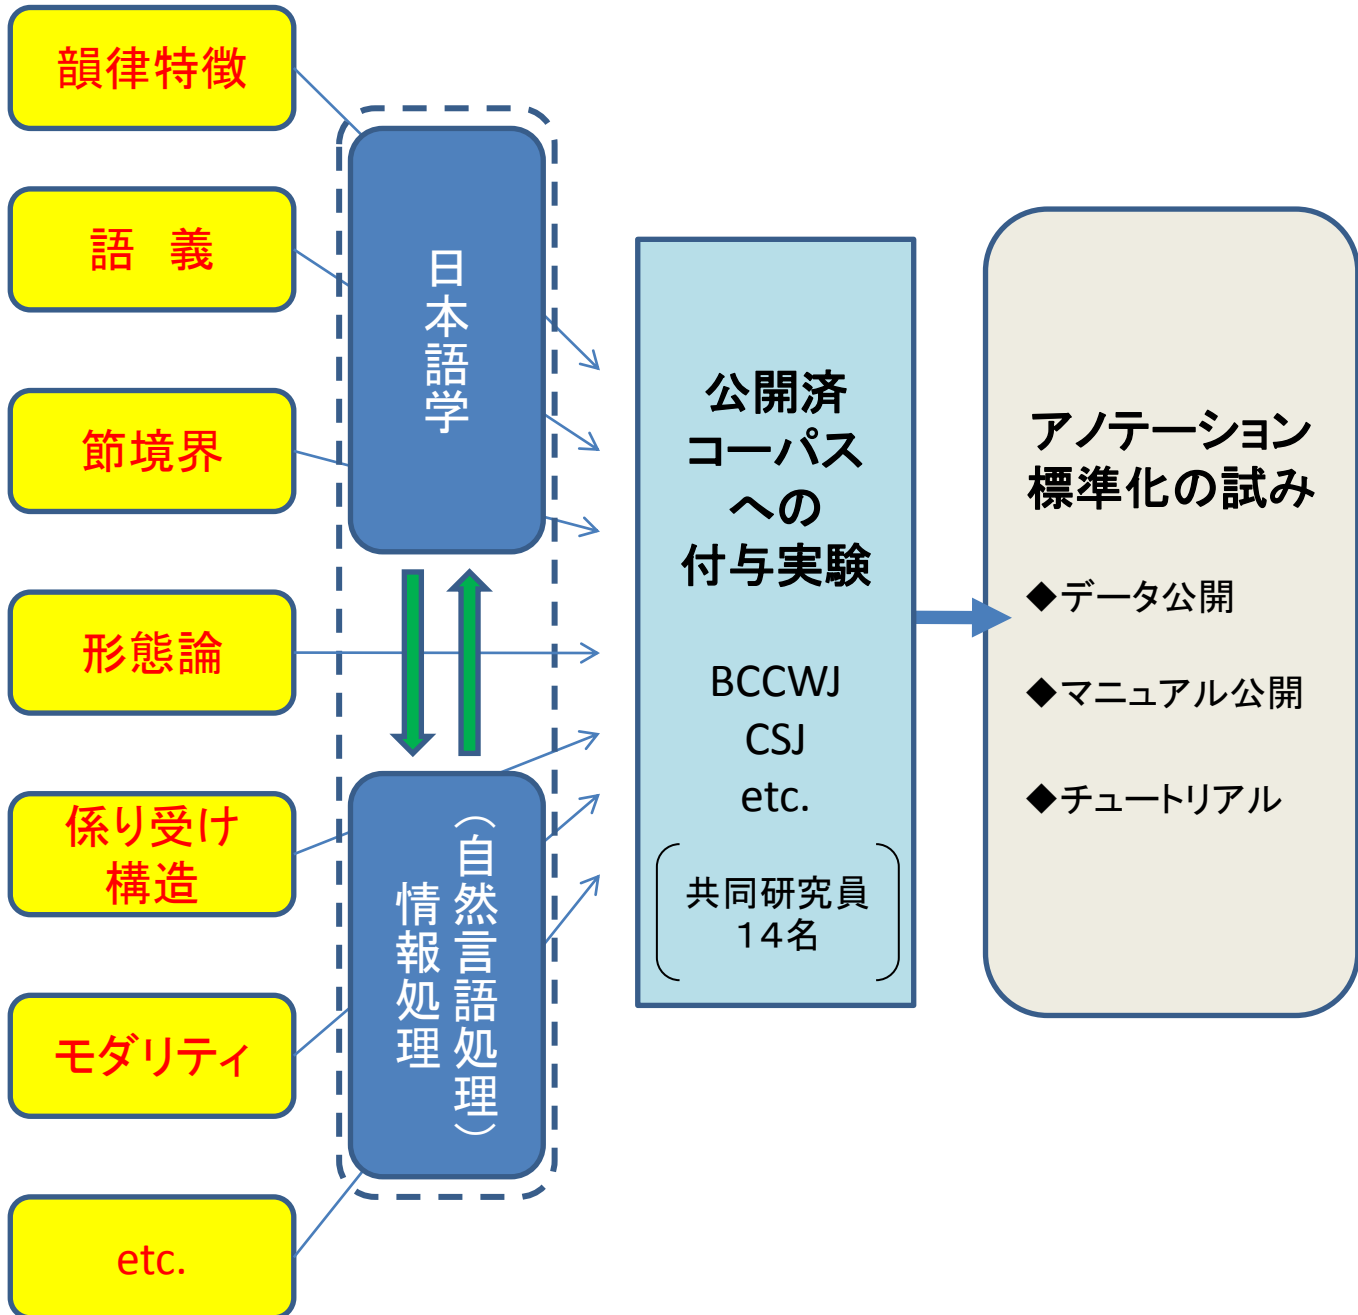 韻律特徴
語　義
節境界
形態論
係り受け
構造
モダリティ
etc.
日本語学
（自然言語処理）
情報処理
公開済
コーパス
への
付与実験
BCCWJ
CSJ
etc.
共同研究員
１４名
アノテーション
標準化の試み
◆データ公開
◆マニュアル公開
◆チュートリアル